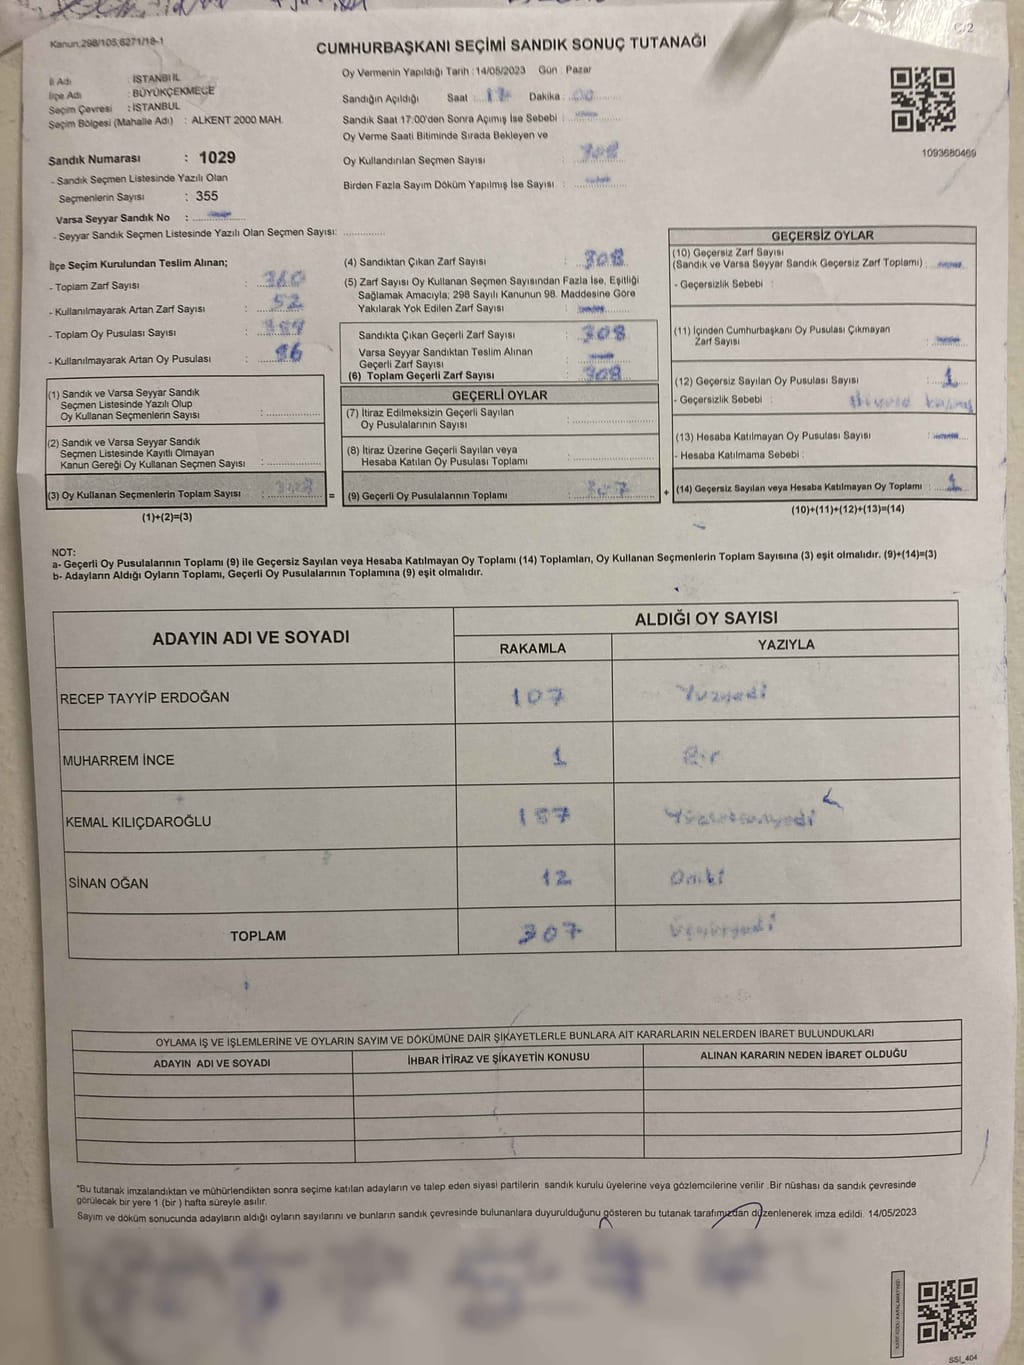 Kanun:298/105;6271/18-1
C/2
CUMHURBAŞKANI SEÇİMİ SANDIK SONUÇ TUTANAĞI
İl Adı : İSTANBUL
İlçe Adı : BÜYÜKÇEKMECE
Seçim Çevresi : İSTANBUL
Seçim Bölgesi (Mahalle Adı) : ALKENT 2000 MAH.
Sandık Numarası : 1029
- Sandık Seçmen Listesinde Yazılı Olan
Seçmenlerin Sayısı : 355
Varsa Seyyar Sandık No :
- Seyyar Sandık Seçmen Listesinde Yazılı Olan Seçmen Sayısı:
Oy Vermenin Yapıldığı Tarih :14/05/2023 Gün : Pazar
Sandığın Açıldığı Saat : 17 Dakika : 00
Sandık Saat 17:00'den Sonra Açımış İse Sebebi :
Oy Verme Saati Bitiminde Sırada Bekleyen ve
Oy Kullandırılan Seçmen Sayısı :
Birden Fazla Sayım Döküm Yapılmış İse Sayısı :
1093680469
İlçe Seçim Kurulundan Teslim Alınan;
- Toplam Zarf Sayısı : 360
- Kullanılmayarak Artan Zarf Sayısı : 52
- Toplam Oy Pusulası Sayısı :
- Kullanılmayarak Artan Oy Pusulası :
(1) Sandık ve Varsa Seyyar Sandık
Seçmen Listesinde Yazılı Olup
Oy Kullanan Seçmenlerin Sayısı :
(2) Sandık ve Varsa Seyyar Sandık
Seçmen Listesinde Kayıtlı Olmayan
Kanun Gereği Oy Kullanan Seçmen Sayısı :
(3) Oy Kullanan Seçmenlerin Toplam Sayısı : =
(1)+(2)=(3)
(4) Sandıktan Çıkan Zarf Sayısı : 308
(5) Zarf Sayısı Oy Kullanan Seçmen Sayısından Fazla İse, Eşitliği
Sağlamak Amacıyla; 298 Sayılı Kanunun 98. Maddesine Göre
Yakılarak Yok Edilen Zarf Sayısı :
Sandıkta Çıkan Geçerli Zarf Sayısı : 308
Varsa Seyyar Sandıktan Teslim Alınan
Geçerli Zarf Sayısı :
(6) Toplam Geçerli Zarf Sayısı : 308
GEÇERLİ OYLAR
(7) İtiraz Edilmeksizin Geçerli Sayılan
Oy Pusulalarının Sayısı :
(8) İtiraz Üzerine Geçerli Sayılan veya
Hesaba Katılan Oy Pusulası Toplamı :
(9) Geçerli Oy Pusulalarının Toplamı : 307 +
GEÇERSİZ OYLAR
(10) Geçersiz Zarf Sayısı
(Sandık ve Varsa Seyyar Sandık Geçersiz Zarf Toplamı) :
- Geçersizlik Sebebi :
(11) İçinden Cumhurbaşkanı Oy Pusulası Çıkmayan
Zarf Sayısı :
(12) Geçersiz Sayılan Oy Pusulası Sayısı : 1
- Geçersizlik Sebebi :
(13) Hesaba Katılmayan Oy Pusulası Sayısı :
- Hesaba Katılmama Sebebi :
(14) Geçersiz Sayılan veya Hesaba Katılmayan Oy Toplamı : 1
(10)+(11)+(12)+(13)=(14)
NOT:
a- Geçerli Oy Pusulalarının Toplamı (9) ile Geçersiz Sayılan veya Hesaba Katılmayan Oy Toplamı (14) Toplamları, Oy Kullanan Seçmenlerin Toplam Sayısına (3) eşit olmalıdır. (9)+(14)=(3)
b- Adayların Aldığı Oyların Toplamı, Geçerli Oy Pusulalarının Toplamına (9) eşit olmalıdır.
ADAYIN ADI VE SOYADI
ALDIĞI OY SAYISI
RAKAMLA YAZIYLA
RECEP TAYYİP ERDOĞAN 107 Yüzyedi
MUHARREM İNCE 1 Bir
KEMAL KILIÇDAROĞLU
SİNAN OĞAN 12 Oniki
TOPLAM 307 Üçyüzyedi
OYLAMA İŞ VE İŞLEMLERİNE VE OYLARIN SAYIM VE DÖKÜMÜNE DAİR ŞİKAYETLERLE BUNLARA AİT KARARLARIN NELERDEN İBARET BULUNDUKLARI
ADAYIN ADI VE SOYADI İHBAR İTİRAZ VE ŞİKAYETİN KONUSU ALINAN KARARIN NEDEN İBARET OLDUĞU
*Bu tutanak imzalandıktan ve mühürlendikten sonra seçime katılan adayların ve talep eden siyasi partilerin sandık kurulu üyelerine veya gözlemcilerine verilir .Bir nüshası da sandık çevresinde
görülecek bir yere 1 (bir ) hafta süreyle asılır.
Sayım ve döküm sonucunda adayların aldığı oyların sayılarını ve bunların sandık çevresinde bulunanlara duyurulduğunu gösteren bu tutanak tarafımızdan düzenlenerek imza edildi. 14/05/2023
SSİ_404